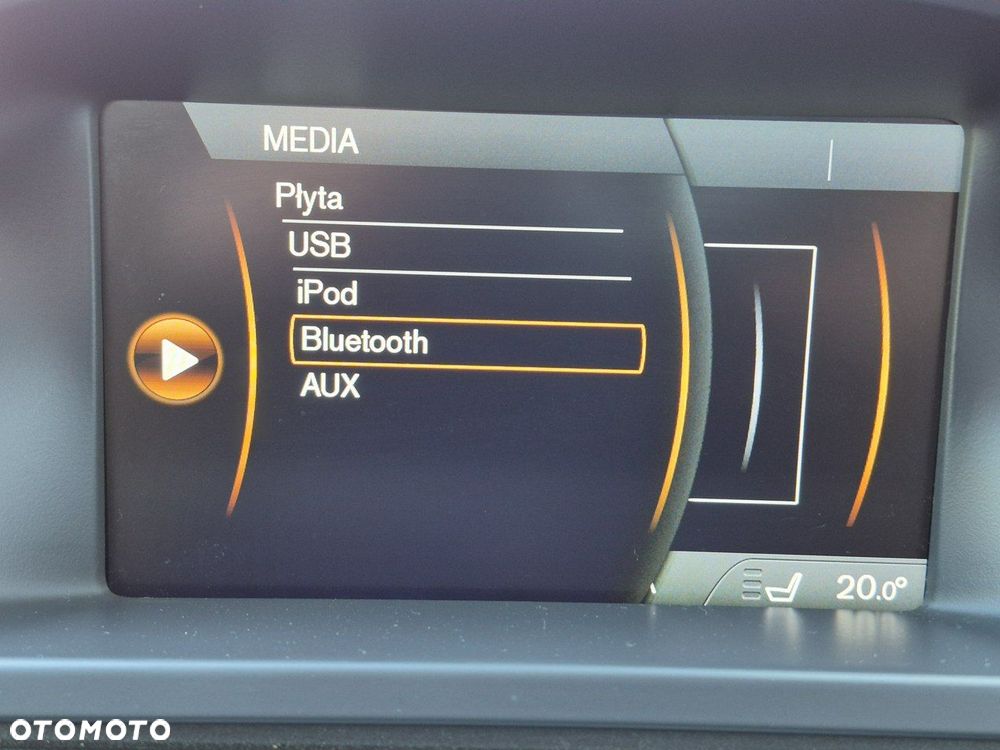 MEDIA
Płyta
USB
iPod
Bluetooth
AUX
20.0°
OTOMOTO